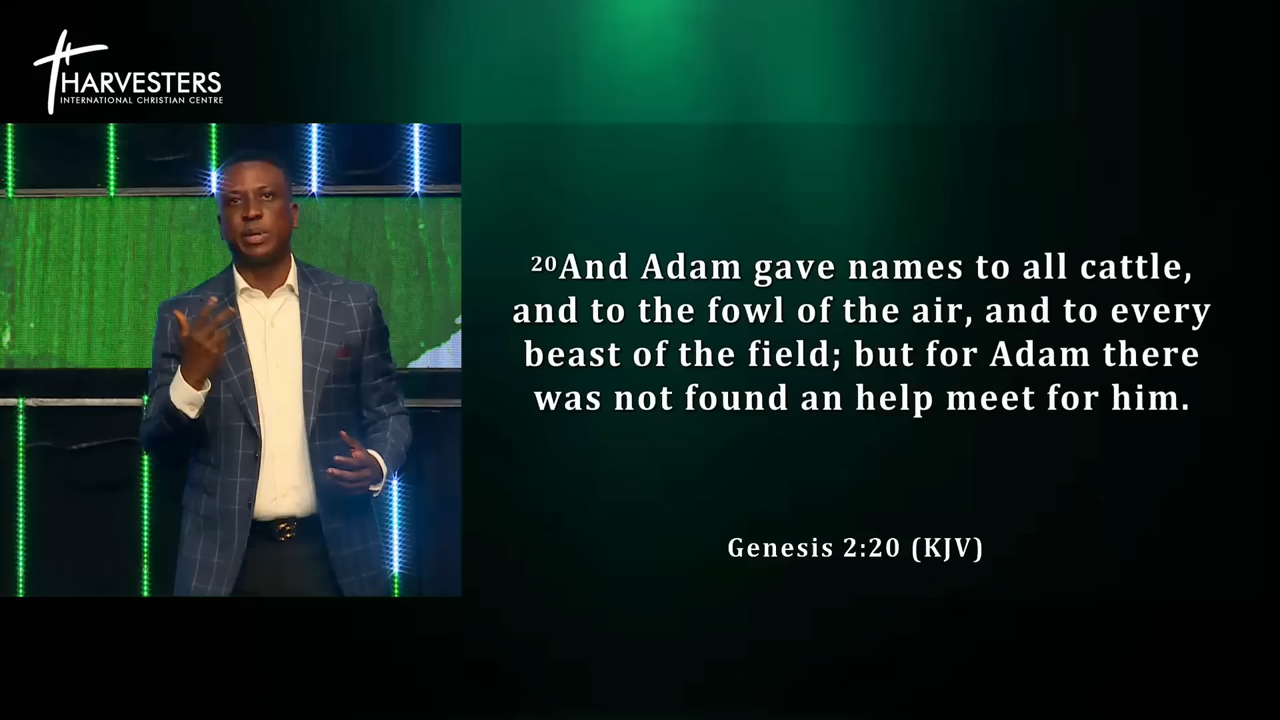 HARVESTERS
INTERNATIONAL CHRISTIAN CENTRE
20And Adam gave names to all cattle,
and to the fowl of the air, and to every
beast of the field; but for Adam there
was not found an help meet for him.
Genesis 2:20 (KJV)